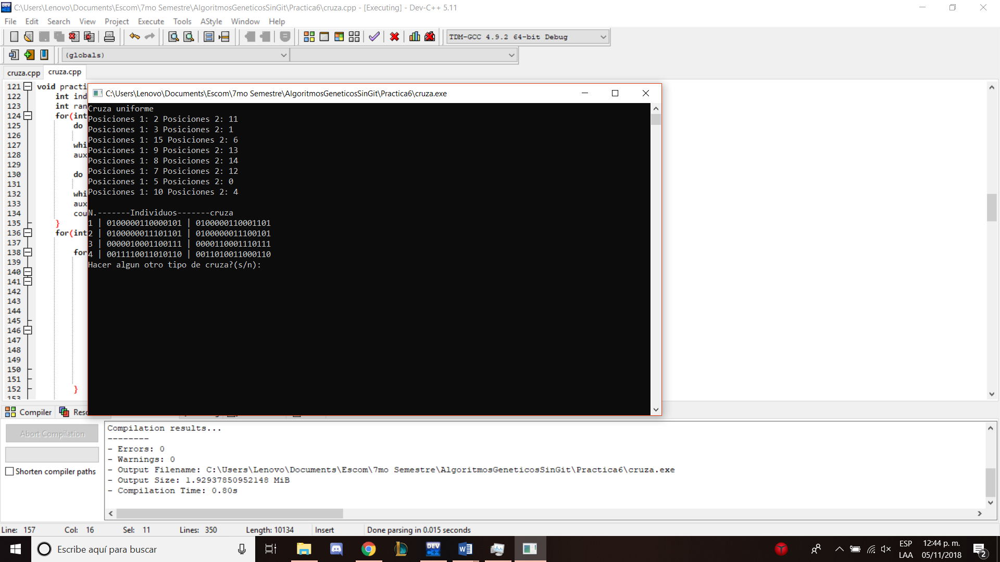 C:\Users\Lenovo\Documents\Escom\7mo Semestre\AlgoritmosGeneticosSinGit\Practica6\cruza.cpp - [Executing] - Dev-C++ 5.11
File Edit Search View Project Execute Tools AStyle Window Help
TDM-GCC 4.9.2 64-bit Debug
(globals)
cruza.cpp cruza.cpp
121 void practi
122 int ind
123 int ran
124 for(int
125 do
126
127 whi
128 aux
129
130 do
131
132 whi
133 aux
134 cou
135 }
136 for(int
137
138 for
139
140
141
142
143
144
145
146
147
148
149
150
151
152 }
153
C:\Users\Lenovo\Documents\Escom\7mo Semestre\AlgoritmosGeneticosSinGit\Practica6\cruza.exe
Cruza uniforme
Posiciones 1: 2 Posiciones 2: 11
Posiciones 1: 3 Posiciones 2: 1
Posiciones 1: 15 Posiciones 2: 6
Posiciones 1: 9 Posiciones 2: 13
Posiciones 1: 8 Posiciones 2: 14
Posiciones 1: 7 Posiciones 2: 12
Posiciones 1: 5 Posiciones 2: 0
Posiciones 1: 10 Posiciones 2: 4
N.-------Individuos-------cruza
1 | 0100000110000101 | 0100000110001101
2 | 0100000011101101 | 0100000011100101
3 | 0000010001100111 | 0000110001110111
4 | 0011110011010110 | 0011010011000110
Hacer algun otro tipo de cruza?(s/n):
Compiler Resc
Abort Compilation
Shorten compiler paths
Compilation results...
--------
- Errors: 0
- Warnings: 0
- Output Filename: C:\Users\Lenovo\Documents\Escom\7mo Semestre\AlgoritmosGeneticosSinGit\Practica6\cruza.exe
- Output Size: 1.92937850952148 MiB
- Compilation Time: 0.80s
Line: 157 Col: 16 Sel: 11 Lines: 350 Length: 10134 Insert Done parsing in 0.015 seconds
Escribe aquí para buscar
DEV C++
ESP
LAA
12:44 p. m.
05/11/2018
2